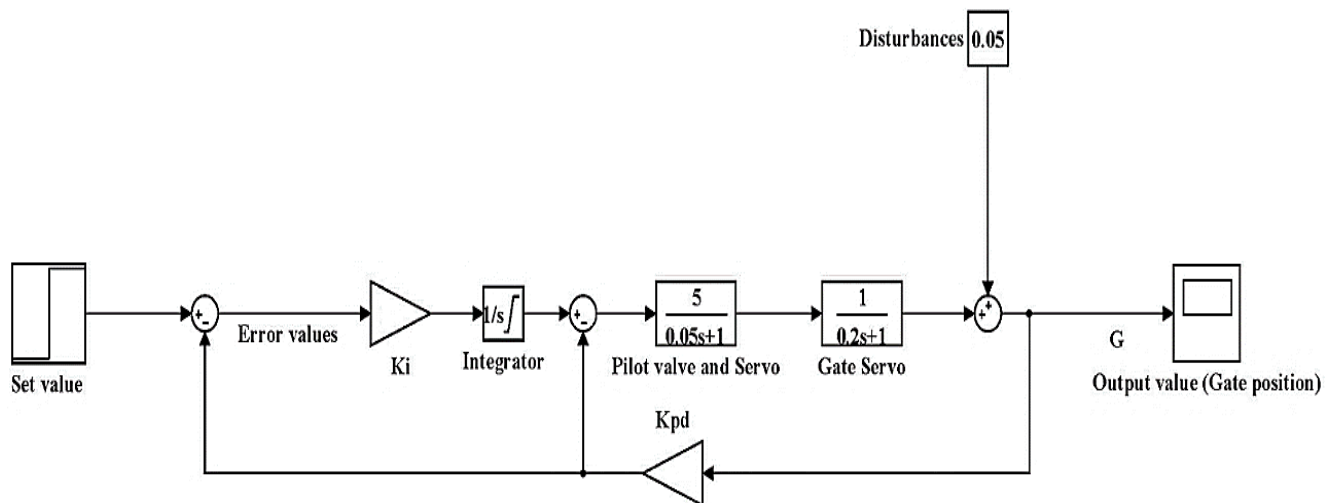 Disturbances 0.05
+
-
Error values
Ki
1/s
Integrator
+
-
5
0.05s+1
Pilot valve and Servo
1
0.2s+1
Gate Servo
+
+
G
Set value
Output value (Gate position)
Kpd